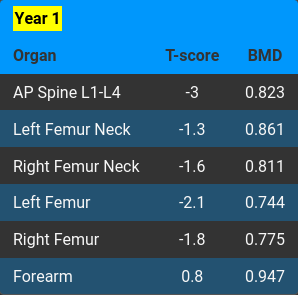 Year 1
Organ T-score BMD
AP Spine L1-L4 -3 0.823
Left Femur Neck -1.3 0.861
Right Femur Neck -1.6 0.811
Left Femur -2.1 0.744
Right Femur -1.8 0.775
Forearm 0.8 0.947